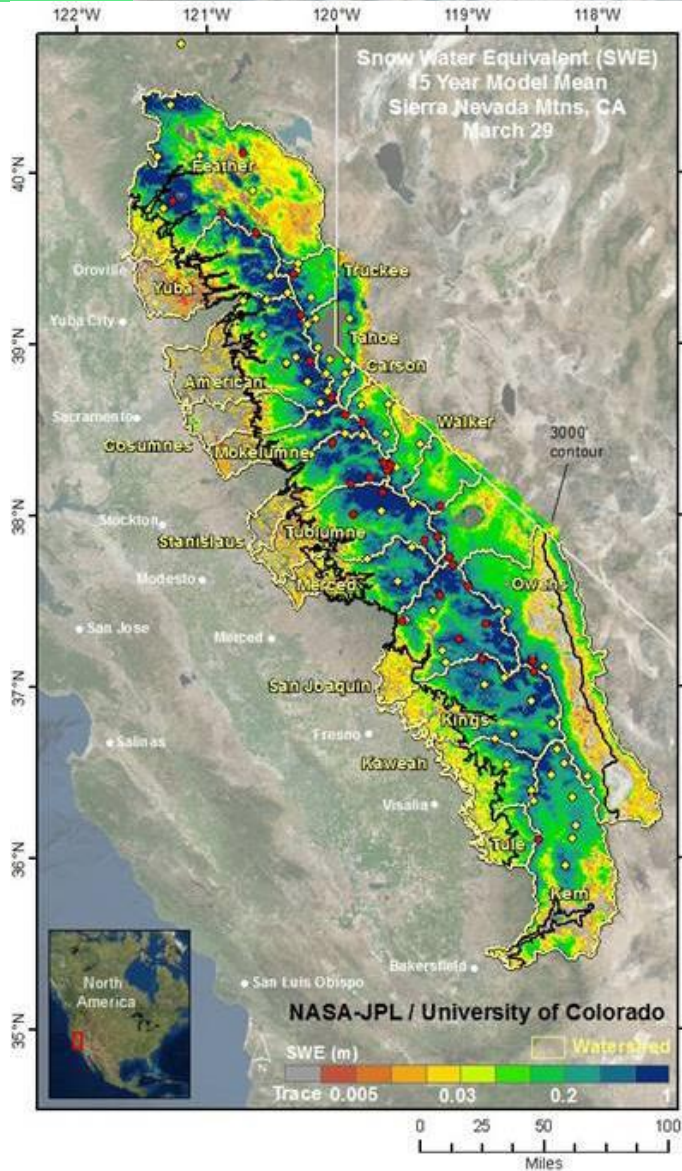 122°W 121°W 120°W 119°W 118°W
Snow Water Equivalent (SWE)
15 Year Model Mean
Sierra Nevada Mtns, CA
March 29
40°N
Feather
Oroville
Truckee
Yuba
Yuba City
Tahoe
39°N
Carson
American
Sacramento
Walker
Cosumnes
Mokelumne
3000'
contour
38°N
Stockton
Tuolumne
Stanislaus
Modesto
Merced
Owens
San Jose
Merced
37°N
San Joaquin
Kings
Salinas
Fresno
Kaweah
Visalia
36°N
Tule
Kern
North
America
Bakersfield
San Luis Obispo
35°N
NASA-JPL / University of Colorado
SWE (m)
Watershed
Trace 0.005 0.03 0.2 1
N
0 25 50 100
Miles